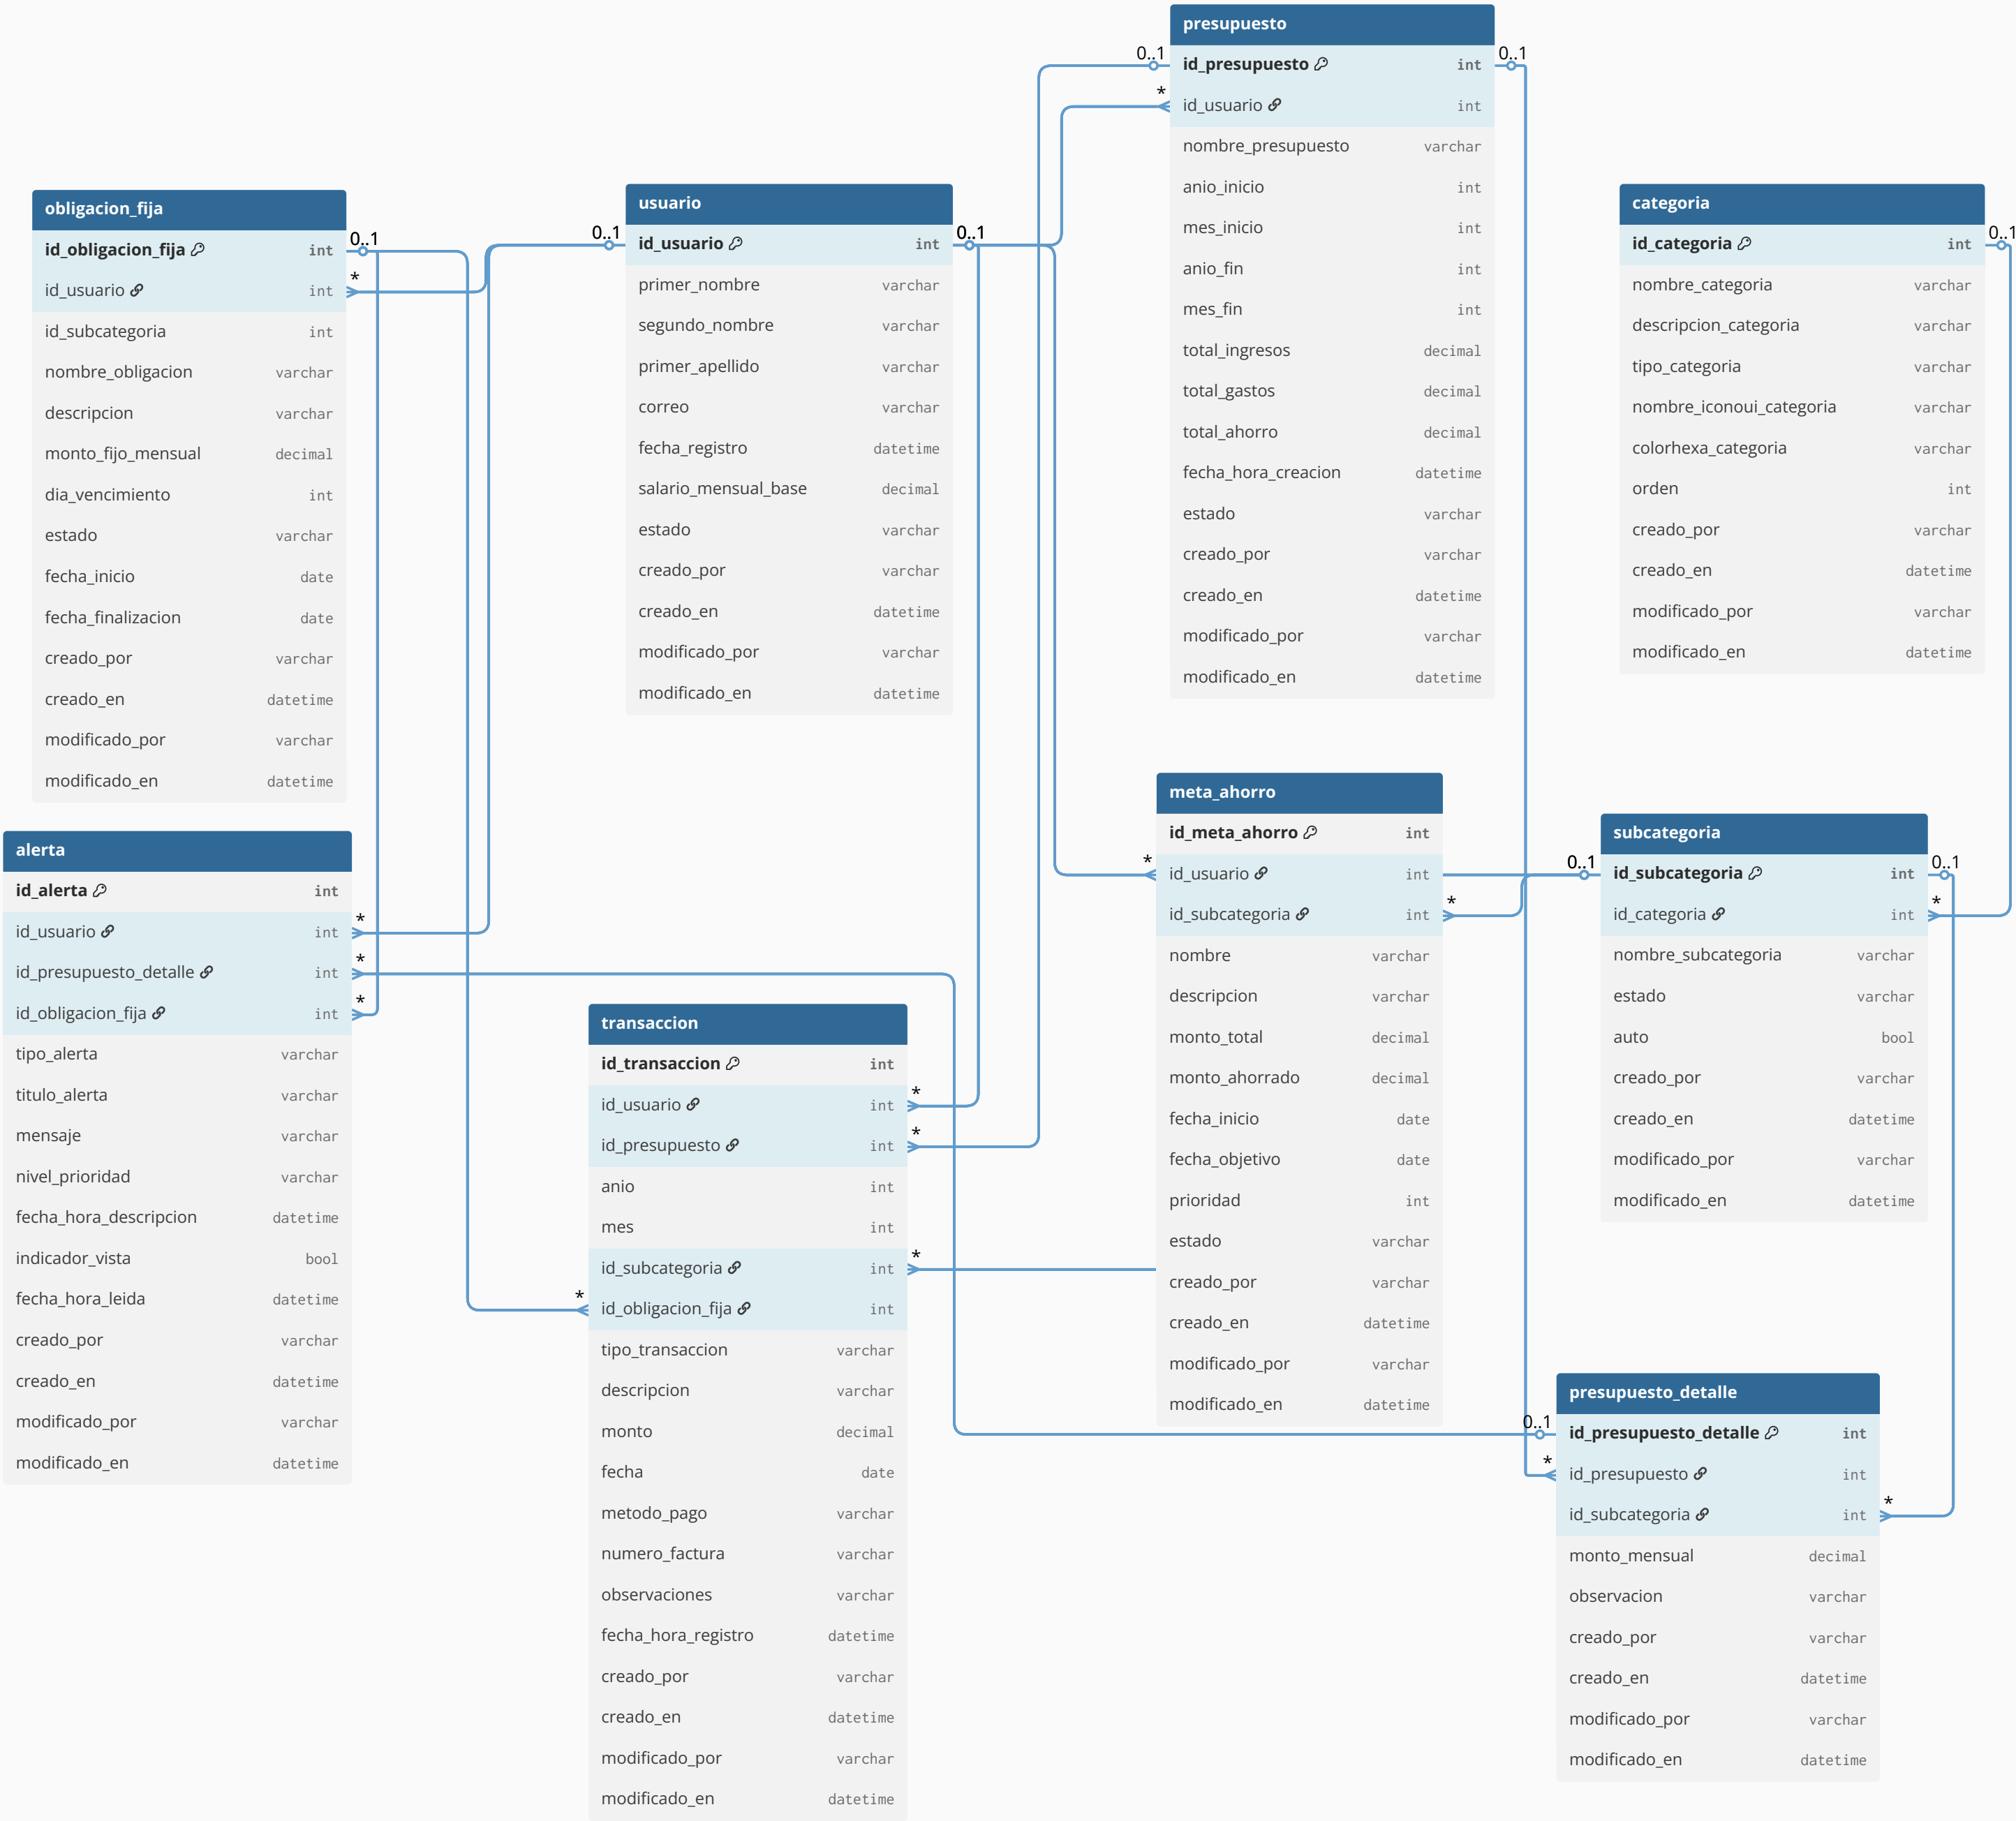 presupuesto
0..1 id_presupuesto int 0..1
* id_usuario int
nombre_presupuesto varchar
anio_inicio int
mes_inicio int
anio_fin int
mes_fin int
total_ingresos decimal
total_gastos decimal
total_ahorro decimal
fecha_hora_creacion datetime
estado varchar
creado_por varchar
creado_en datetime
modificado_por varchar
modificado_en datetime
obligacion_fija
id_obligacion_fija int 0..1
id_usuario int *
id_subcategoria int
nombre_obligacion varchar
descripcion varchar
monto_fijo_mensual decimal
dia_vencimiento int
estado varchar
fecha_inicio date
fecha_finalizacion date
creado_por varchar
creado_en datetime
modificado_por varchar
modificado_en datetime
usuario
0..1 id_usuario int 0..1
primer_nombre varchar
segundo_nombre varchar
primer_apellido varchar
correo varchar
fecha_registro datetime
salario_mensual_base decimal
estado varchar
creado_por varchar
creado_en datetime
modificado_por varchar
modificado_en datetime
categoria
id_categoria int 0..1
nombre_categoria varchar
descripcion_categoria varchar
tipo_categoria varchar
nombre_iconoui_categoria varchar
colorhexa_categoria varchar
orden int
creado_por varchar
creado_en datetime
modificado_por varchar
modificado_en datetime
alerta
id_alerta int
id_usuario int *
id_presupuesto_detalle int *
id_obligacion_fija int *
tipo_alerta varchar
titulo_alerta varchar
mensaje varchar
nivel_prioridad varchar
fecha_hora_descripcion datetime
indicador_vista bool
fecha_hora_leida datetime
creado_por varchar
creado_en datetime
modificado_por varchar
modificado_en datetime
transaccion
id_transaccion int
id_usuario int *
id_presupuesto int *
anio int
mes int
id_subcategoria int *
* id_obligacion_fija int
tipo_transaccion varchar
descripcion varchar
monto decimal
fecha date
metodo_pago varchar
numero_factura varchar
observaciones varchar
fecha_hora_registro datetime
creado_por varchar
creado_en datetime
modificado_por varchar
modificado_en datetime
meta_ahorro
id_meta_ahorro int
* id_usuario int
id_subcategoria int *
nombre varchar
descripcion varchar
monto_total decimal
monto_ahorrado decimal
fecha_inicio date
fecha_objetivo date
prioridad int
estado varchar
creado_por varchar
creado_en datetime
modificado_por varchar
modificado_en datetime
subcategoria
0..1 id_subcategoria int 0..1
id_categoria int *
nombre_subcategoria varchar
estado varchar
auto bool
creado_por varchar
creado_en datetime
modificado_por varchar
modificado_en datetime
presupuesto_detalle
0..1 id_presupuesto_detalle int
* id_presupuesto int
id_subcategoria int *
monto_mensual decimal
observacion varchar
creado_por varchar
creado_en datetime
modificado_por varchar
modificado_en datetime